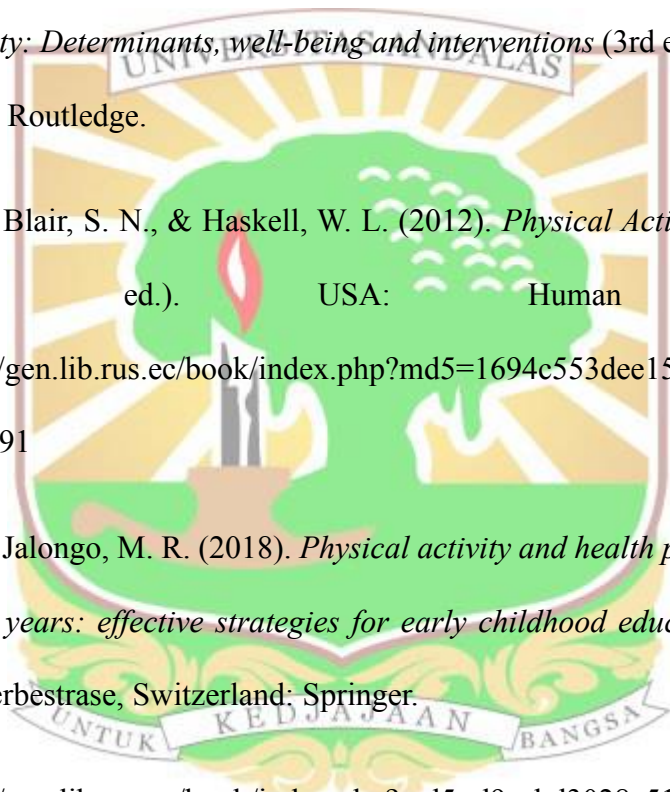 ty: Determinants, well-being and interventions (3rd e
UNIVERSITAS ANDALAS
Routledge.
Blair, S. N., & Haskell, W. L. (2012). Physical Acti
ed.). USA: Human
/gen.lib.rus.ec/book/index.php?md5=1694c553dee15
91
Jalongo, M. R. (2018). Physical activity and health p
years: effective strategies for early childhood educ
erbestrase, Switzerland: Springer.
UNTUK KEDJAJAAN BANGSA